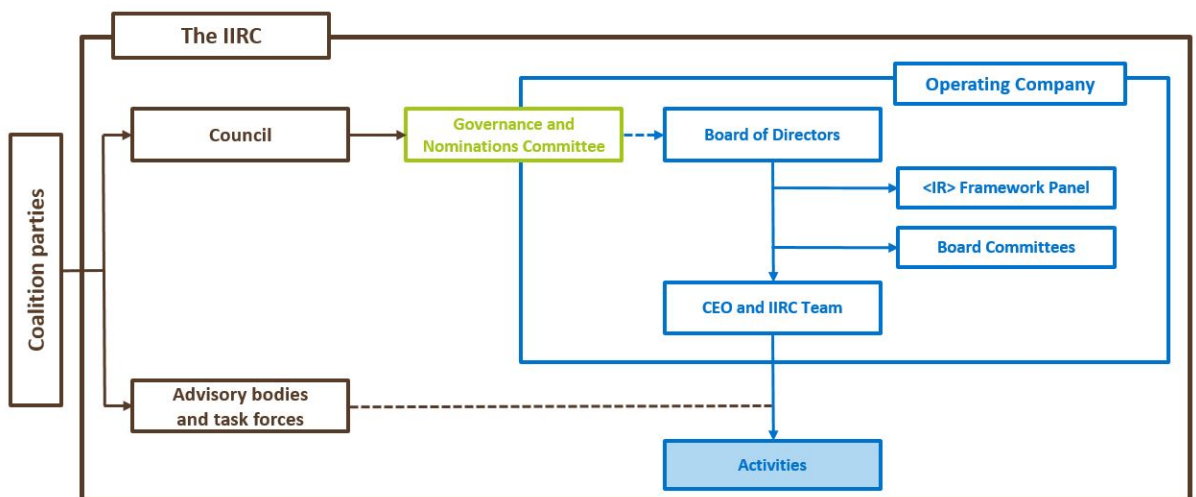 The IIRC
Operating Company
Council
Governance and
Nominations Committee
Board of Directors
<IR> Framework Panel
Board Committees
Coalition parties
CEO and IIRC Team
Advisory bodies
and task forces
Activities